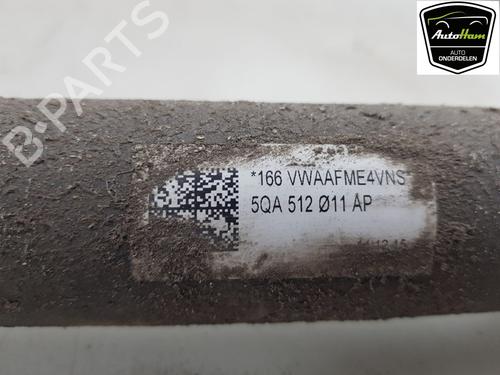 AutoHam
AUTO
ONDERDELEN
B-PARTS
*166 VWAAFME4VNS
5QA 512 Ø11 AP